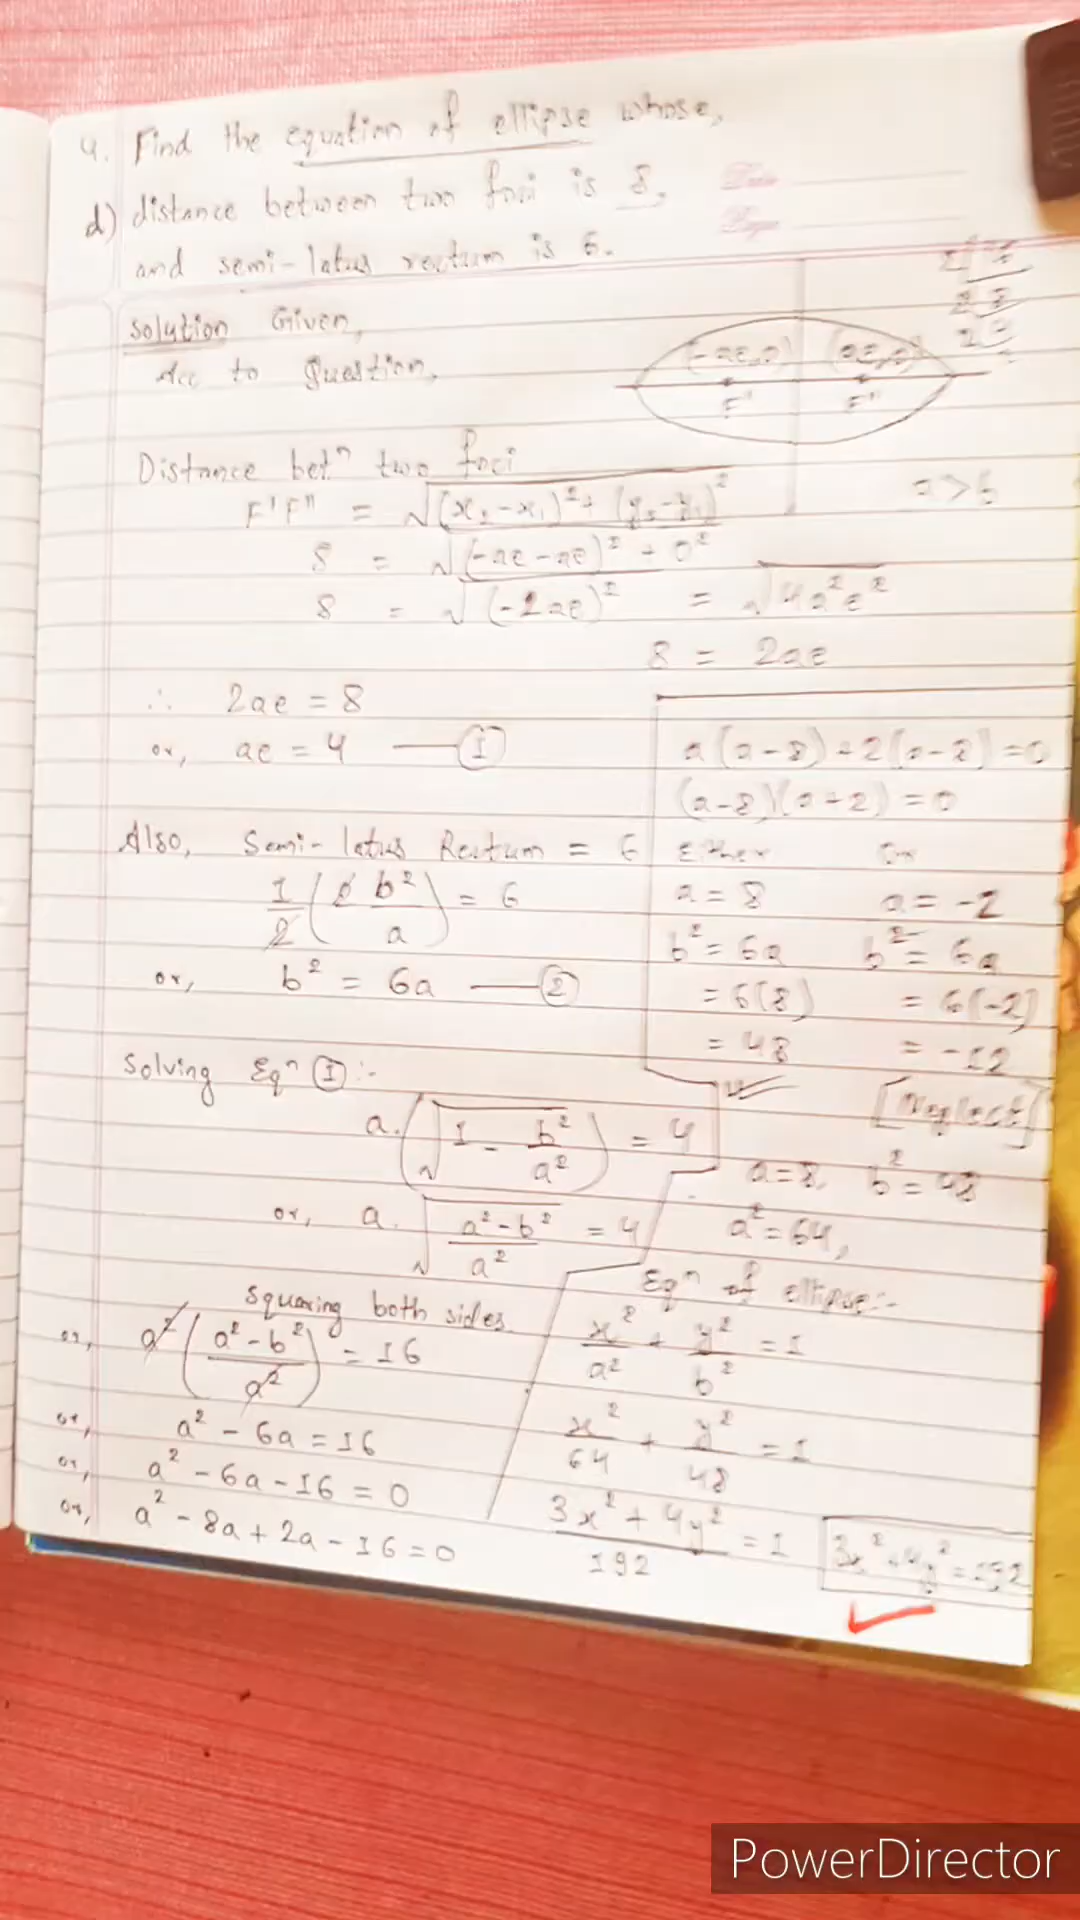 4. Find the equation of ellipse whose,
d) distance between two foci is 8,
and semi-latus rectum is 6.
Date
Page
Solution Given,
Acc to Question,
(-ae,0) (ae,0)
F' F"
a>b
Distance betn two foci
F'F" = √(x₂-x₁)²+(y₂-y₁)²
8 = √(-ae-ae)²+0²
8 = √(-2ae)² = √4a²e²
8 = 2ae
∴ 2ae = 8
or, ae = 4 —— ①
Also, Semi-latus Rectum = 6
1/2 (2b²/a) = 6
or, b² = 6a —— ②
Solving Eqn ① :-
a.(√1 - b²/a²) = 4
or, a. √a²-b²/a² = 4
Squaring both sides
or, a²(a²-b²/a²) = 16
or, a² - 6a = 16
or, a² - 6a - 16 = 0
or, a² - 8a + 2a - 16 = 0
a(a-8)+2(a-8)=0
(a-8)(a+2)=0
Either or
a=8 a=-2
b²=6a b²=6a
=6(8) =6(-2)
=48 =-12
[Neglect]
a=8, b²=48
a²=64,
Eqn of ellipse:-
x²/a² + y²/b² = 1
x²/64 + y²/48 = 1
3x²+4y²/192 = 1
3x²+4y²=192
PowerDirector